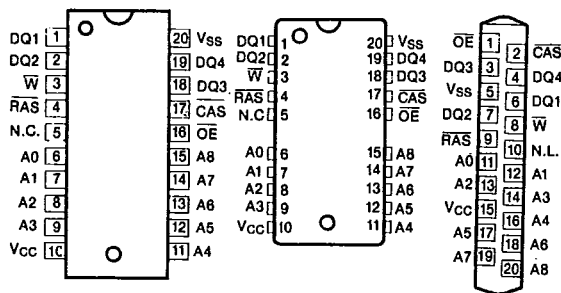 DQ1 1 20 VSS
DQ2 2 19 DQ4
W 3 18 DQ3
RAS 4 17 CAS
N.C. 5 16 OE
A0 6 15 A8
A1 7 14 A7
A2 8 13 A6
A3 9 12 A5
VCC 10 11 A4
DQ1 1 20 VSS
DQ2 2 19 DQ4
W 3 18 DQ3
RAS 4 17 CAS
N.C 5 16 OE
A0 6 15 A8
A1 7 14 A7
A2 8 13 A6
A3 9 12 A5
VCC 10 11 A4
OE 1
2 CAS
DQ3 3
4 DQ4
VSS 5
6 DQ1
DQ2 7
8 W
RAS 9
10 N.L.
A0 11
12 A1
A2 13
14 A3
VCC 15
16 A4
A5 17
18 A6
A7 19
20 A8